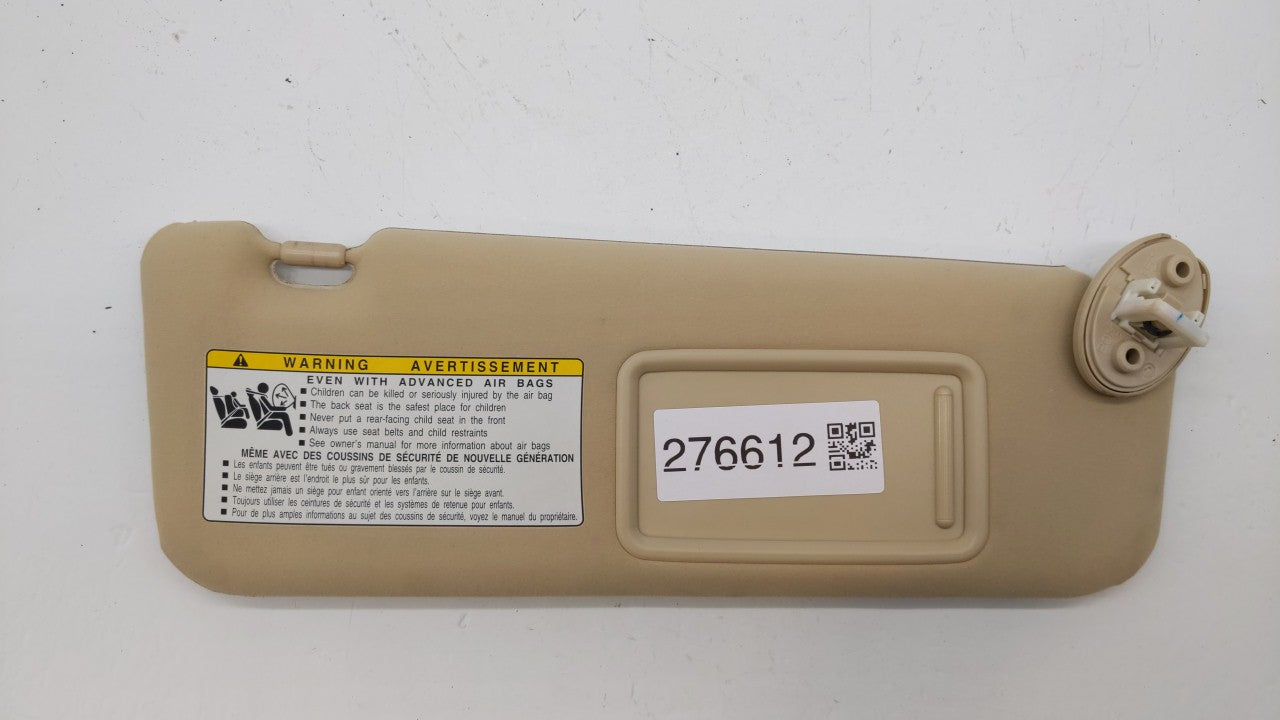 WARNING AVERTISSEMENT
EVEN WITH ADVANCED AIR BAGS
■ Children can be killed or seriously injured by the air bag
■ The back seat is the safest place for children
■ Never put a rear-facing child seat in the front
■ Always use seat belts and child restraints
■ See owner's manual for more information about air bags
MÊME AVEC DES COUSSINS DE SÉCURITÉ DE NOUVELLE GÉNÉRATION
■ Les enfants peuvent être tués ou gravement blessés par le coussin de sécurité.
■ Le siège arrière est l'endroit le plus sûr pour les enfants.
■ Ne mettez jamais un siège pour enfant orienté vers l'arrière sur le siège avant.
■ Toujours utiliser les ceintures de sécurité et les systèmes de retenue pour enfants.
■ Pour de plus amples informations au sujet des coussins de sécurité, voyez le manuel du propriétaire.
276612